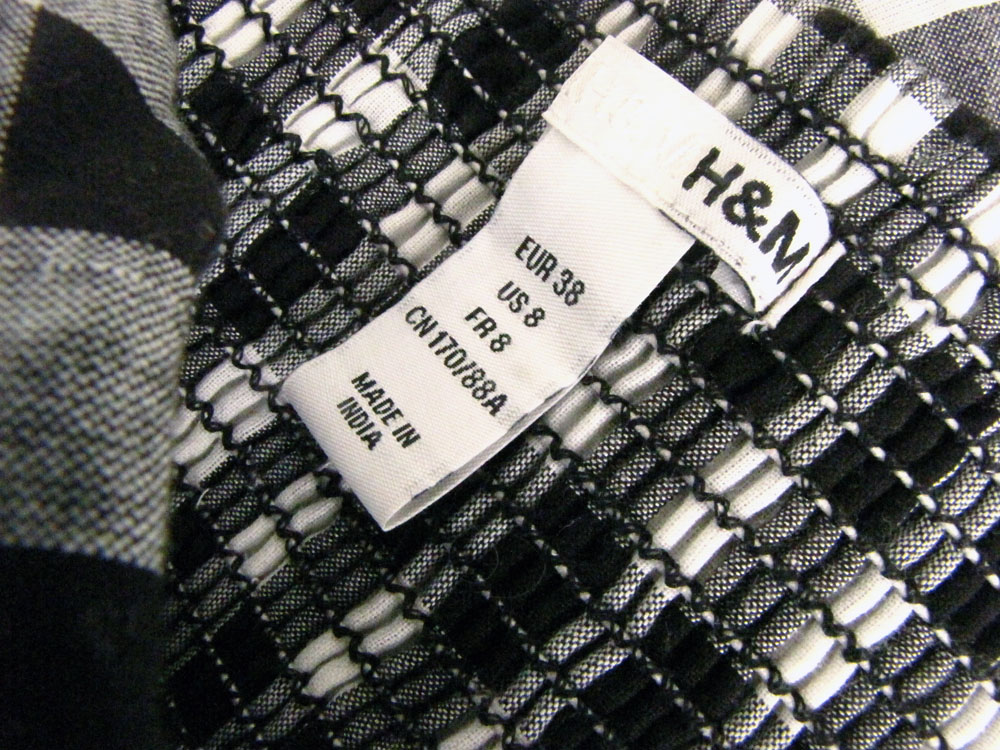 H&M
EUR 38
US 8
FR 8
CN 170/88A
MADE IN
INDIA